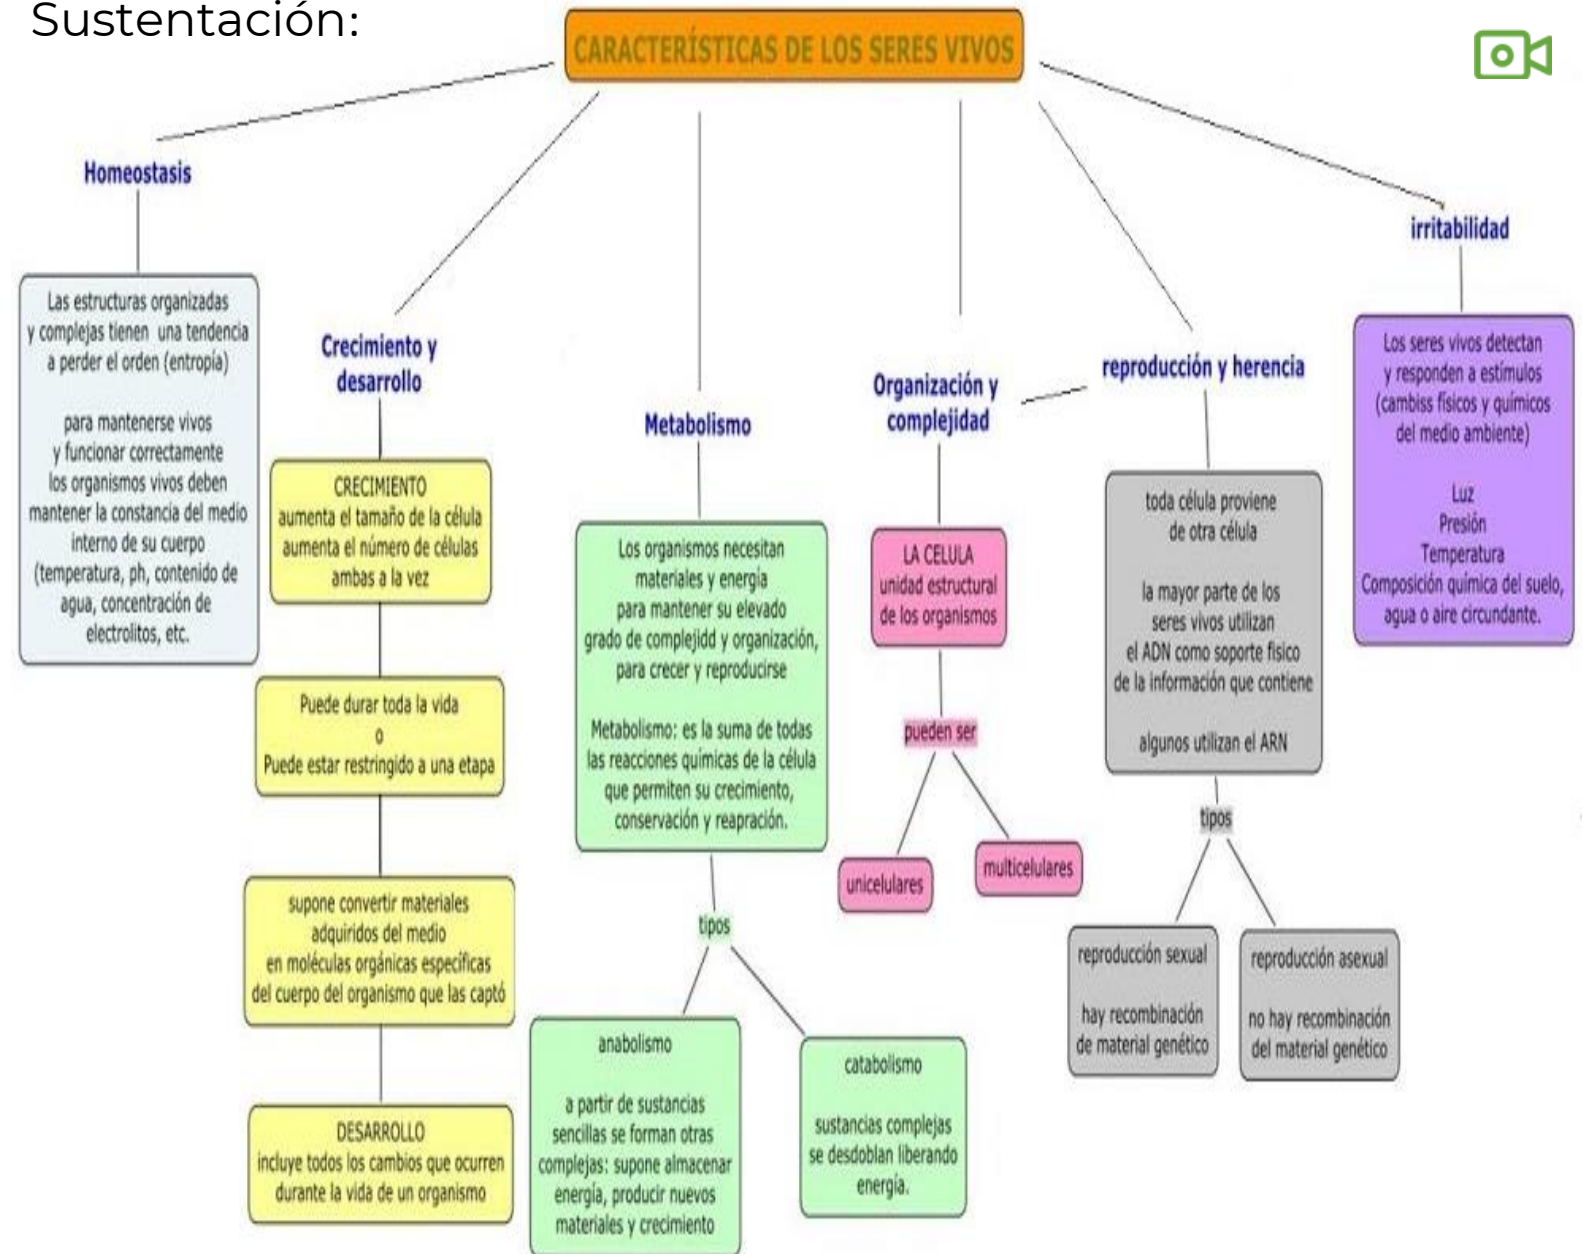 Sustentación:
CARACTERÍSTICAS DE LOS SERES VIVOS
Homeostasis
Las estructuras organizadas
y complejas tienen una tendencia
a perder el orden (entropía)
para mantenerse vivos
y funcionar correctamente
los organismos vivos deben
mantener la constancia del medio
interno de su cuerpo
(temperatura, ph, contenido de
agua, concentración de
electrolitos, etc.
Crecimiento y
desarrollo
CRECIMIENTO
aumenta el tamaño de la célula
aumenta el número de células
ambas a la vez
Puede durar toda la vida
o
Puede estar restringido a una etapa
supone convertir materiales
adquiridos del medio
en moléculas orgánicas específicas
del cuerpo del organismo que las captó
DESARROLLO
incluye todos los cambios que ocurren
durante la vida de un organismo
Metabolismo
Los organismos necesitan
materiales y energía
para mantener su elevado
grado de complejidd y organización,
para crecer y reproducirse
Metabolismo: es la suma de todas
las reacciones químicas de la célula
que permiten su crecimiento,
conservación y reapración.
tipos
anabolismo
a partir de sustancias
sencillas se forman otras
complejas: supone almacenar
energía, producir nuevos
materiales y crecimiento
catabolismo
sustancias complejas
se desdoblan liberando
energía.
Organización y
complejidad
LA CELULA
unidad estructural
de los organismos
pueden ser
unicelulares
multicelulares
reproducción y herencia
toda célula proviene
de otra célula
la mayor parte de los
seres vivos utilizan
el ADN como soporte físico
de la información que contiene
algunos utilizan el ARN
tipos
reproducción sexual
hay recombinación
de material genético
reproducción asexual
no hay recombinación
del material genético
irritabilidad
Los seres vivos detectan
y responden a estímulos
(cambiss físicos y químicos
del medio ambiente)
Luz
Presión
Temperatura
Composición química del suelo,
agua o aire circundante.